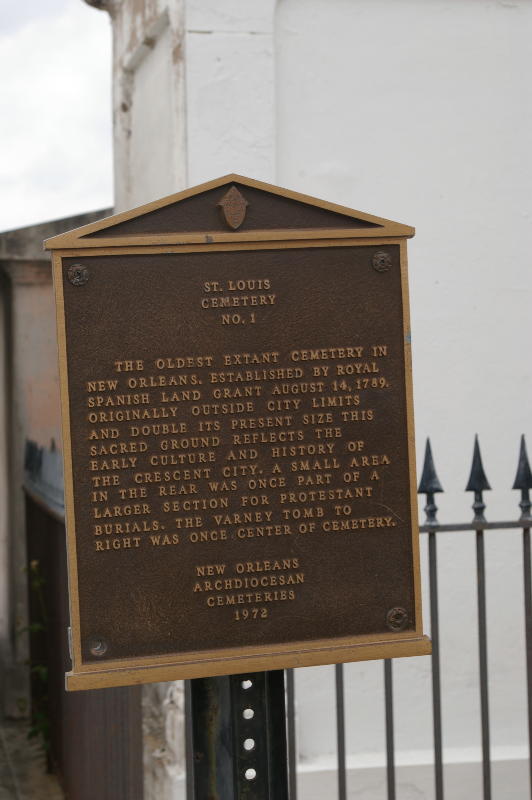 ST. LOUIS
CEMETERY
NO. 1
THE OLDEST EXTANT CEMETERY IN
NEW ORLEANS. ESTABLISHED BY ROYAL
SPANISH LAND GRANT AUGUST 14, 1789.
ORIGINALLY OUTSIDE CITY LIMITS
AND DOUBLE ITS PRESENT SIZE THIS
SACRED GROUND REFLECTS THE
EARLY CULTURE AND HISTORY OF
THE CRESCENT CITY. A SMALL AREA
IN THE REAR WAS ONCE PART OF A
LARGER SECTION FOR PROTESTANT
BURIALS. THE VARNEY TOMB TO
RIGHT WAS ONCE CENTER OF CEMETERY.
NEW ORLEANS
ARCHDIOCESAN
CEMETERIES
1972